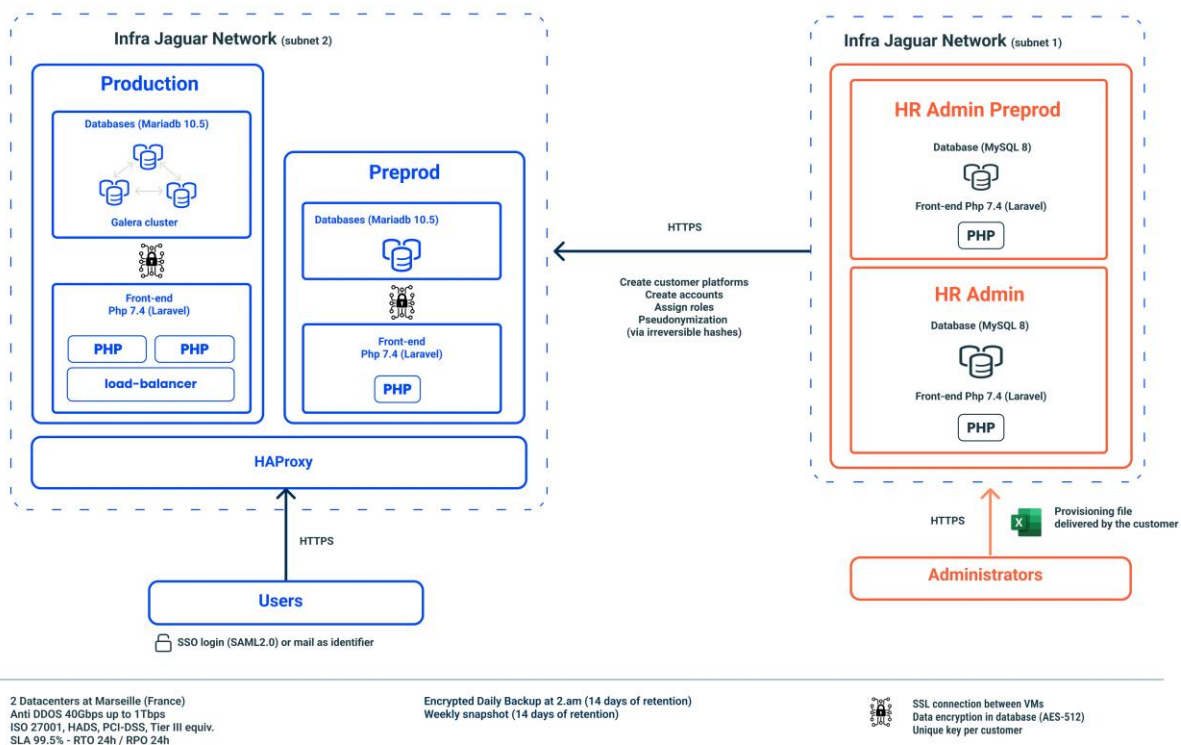 Infra Jaguar Network (subnet 2)
Production
Databases (Mariadb 10.5)
Galera cluster
Front-end
Php 7.4 (Laravel)
PHP
PHP
load-balancer
Preprod
Databases (Mariadb 10.5)
Front-end
Php 7.4 (Laravel)
PHP
HAProxy
HTTPS
Users
SSO login (SAML2.0) or mail as identifier
HTTPS
Create customer platforms
Create accounts
Assign roles
Pseudonymization
(via irreversible hashes)
Infra Jaguar Network (subnet 1)
HR Admin Preprod
Database (MySQL 8)
Front-end Php 7.4 (Laravel)
PHP
HR Admin
Database (MySQL 8)
Front-end Php 7.4 (Laravel)
PHP
HTTPS
X
Provisioning file
delivered by the customer
Administrators
2 Datacenters at Marseille (France)
Anti DDOS 40Gbps up to 1Tbps
ISO 27001, HADS, PCI-DSS, Tier III equiv.
SLA 99.5% - RTO 24h / RPO 24h
Encrypted Daily Backup at 2.am (14 days of retention)
Weekly snapshot (14 days of retention)
SSL connection between VMs
Data encryption in database (AES-512)
Unique key per customer